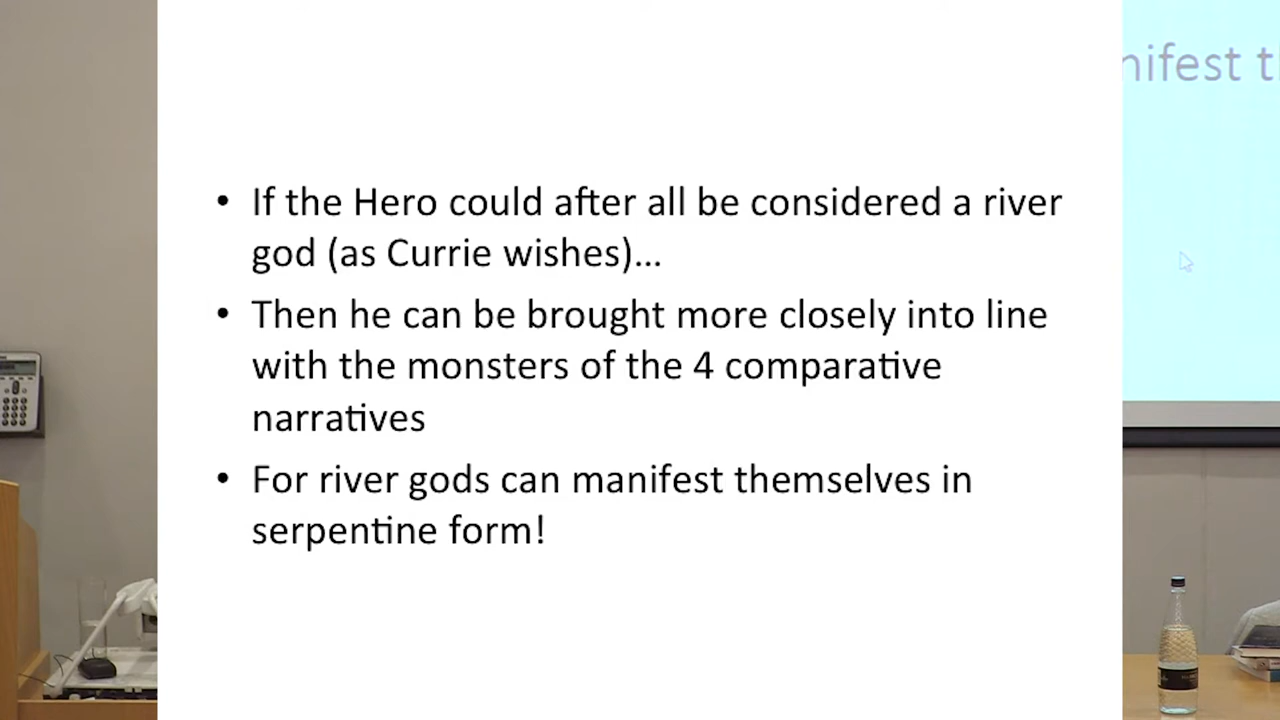 • If the Hero could after all be considered a river
god (as Currie wishes)...
• Then he can be brought more closely into line
with the monsters of the 4 comparative
narratives
• For river gods can manifest themselves in
serpentine form!
nifest t